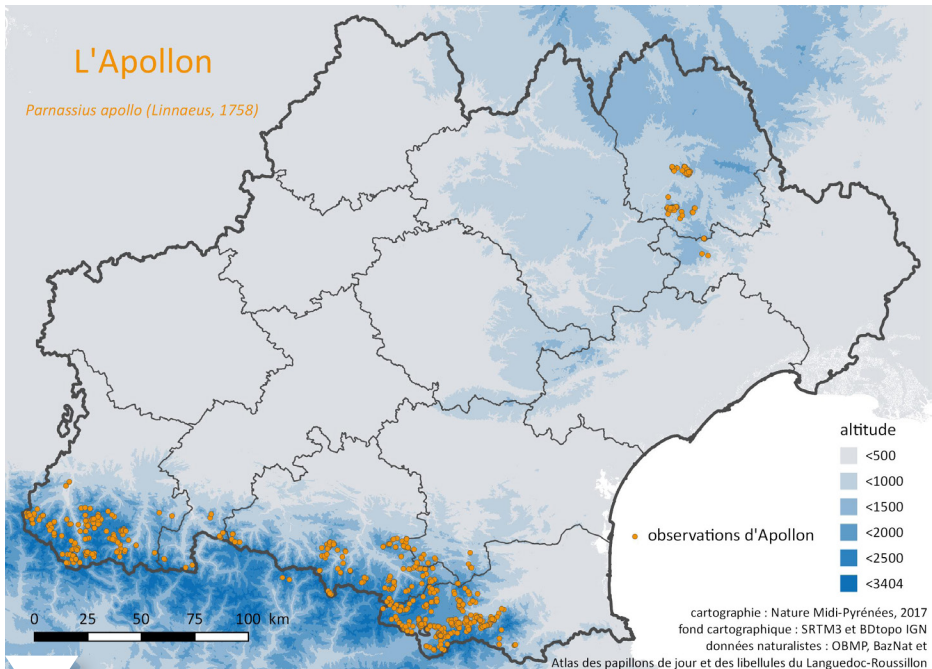 L'Apollon
Parnassius apollo (Linnaeus, 1758)
altitude
<500
<1000
<1500
<2000
<2500
<3404
observations d'Apollon
0 25 50 75 100 km
cartographie : Nature Midi-Pyrénées, 2017
fond cartographique : SRTM3 et BDtopo IGN
données naturalistes : OBMP, BazNat et
Atlas des papillons de jour et des libellules du Languedoc-Roussillon